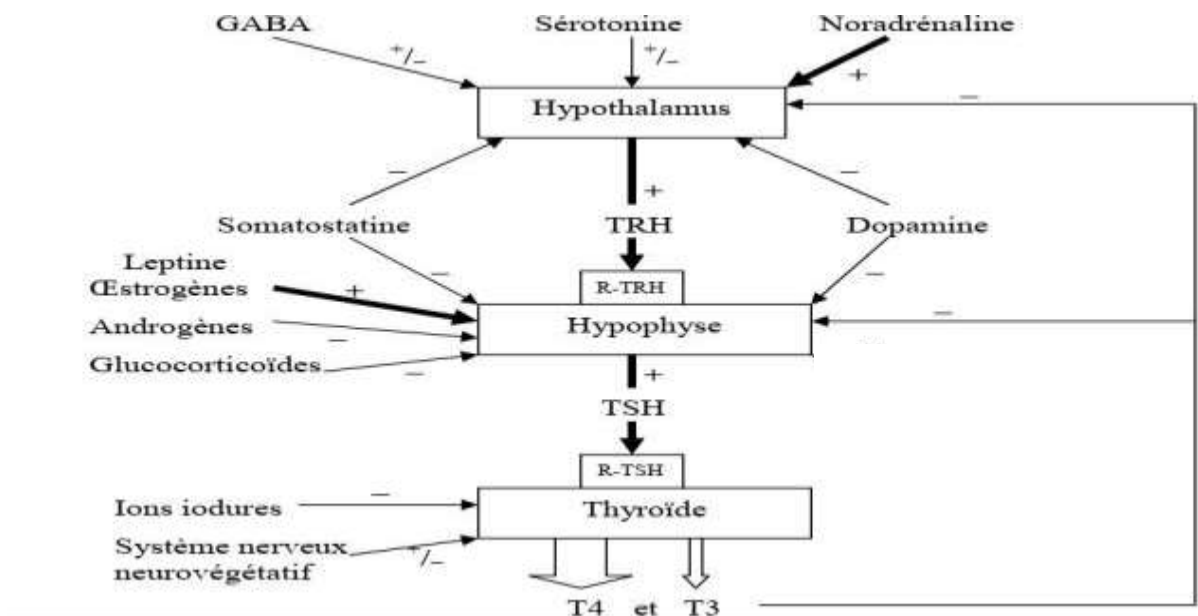 GABA Sérotonine Noradrénaline
+/- +/- +
Hypothalamus −
− + −
Somatostatine TRH Dopamine
Leptine
Œstrogènes + − R-TRH −
Androgènes − Hypophyse −
Glucocorticoïdes −
+
TSH
R-TSH
Ions iodures − Thyroïde
Système nerveux +/-
neurovégétatif
T4 et T3